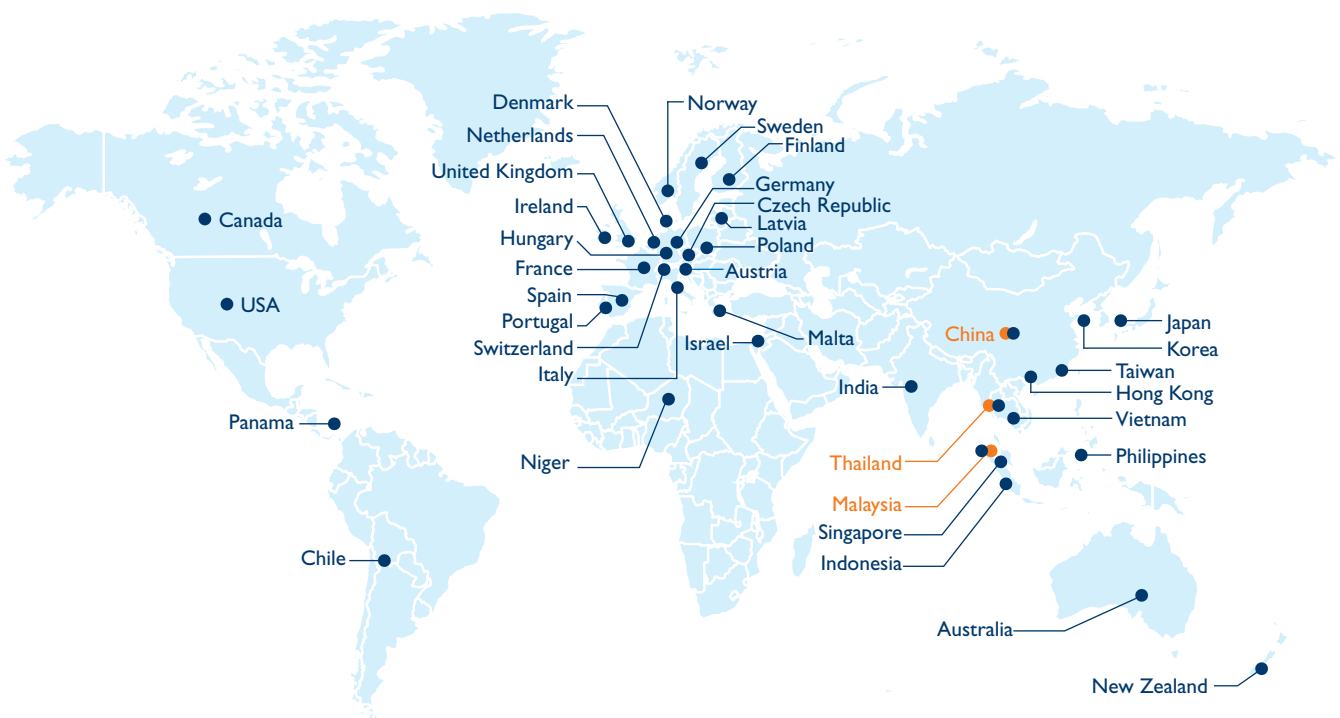 Denmark
Norway
Netherlands
Sweden
Finland
United Kingdom
Germany
Ireland
Czech Republic
Canada
Latvia
Hungary
Poland
France
Austria
Spain
USA
Portugal
Japan
China
Malta
Israel
Switzerland
Korea
Italy
Taiwan
India
Hong Kong
Panama
Vietnam
Niger
Thailand
Philippines
Malaysia
Singapore
Chile
Indonesia
Australia
New Zealand